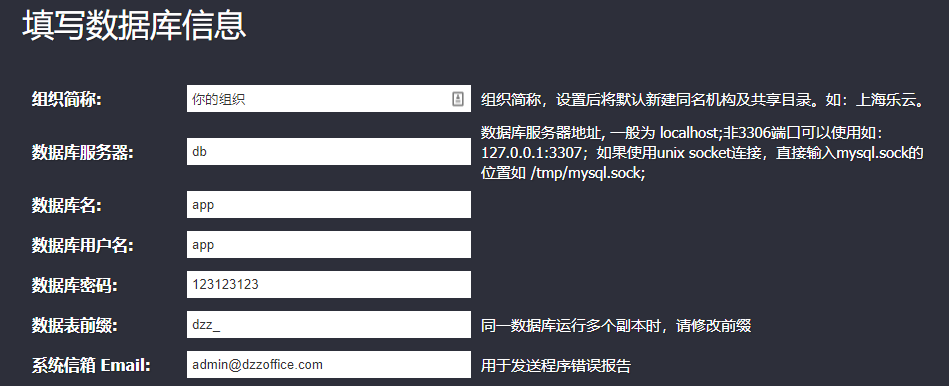 填写数据库信息
组织简称: 你的组织 组织简称，设置后将默认新建同名机构及共享目录。如：上海乐云。
数据库服务器: db 数据库服务器地址, 一般为 localhost;非3306端口可以使用如：
127.0.0.1:3307；如果使用unix socket连接，直接输入mysql.sock的
位置如 /tmp/mysql.sock;
数据库名: app
数据库用户名: app
数据库密码: 123123123
数据表前缀: dzz_ 同一数据库运行多个副本时，请修改前缀
系统信箱 Email: admin@dzzoffice.com 用于发送程序错误报告